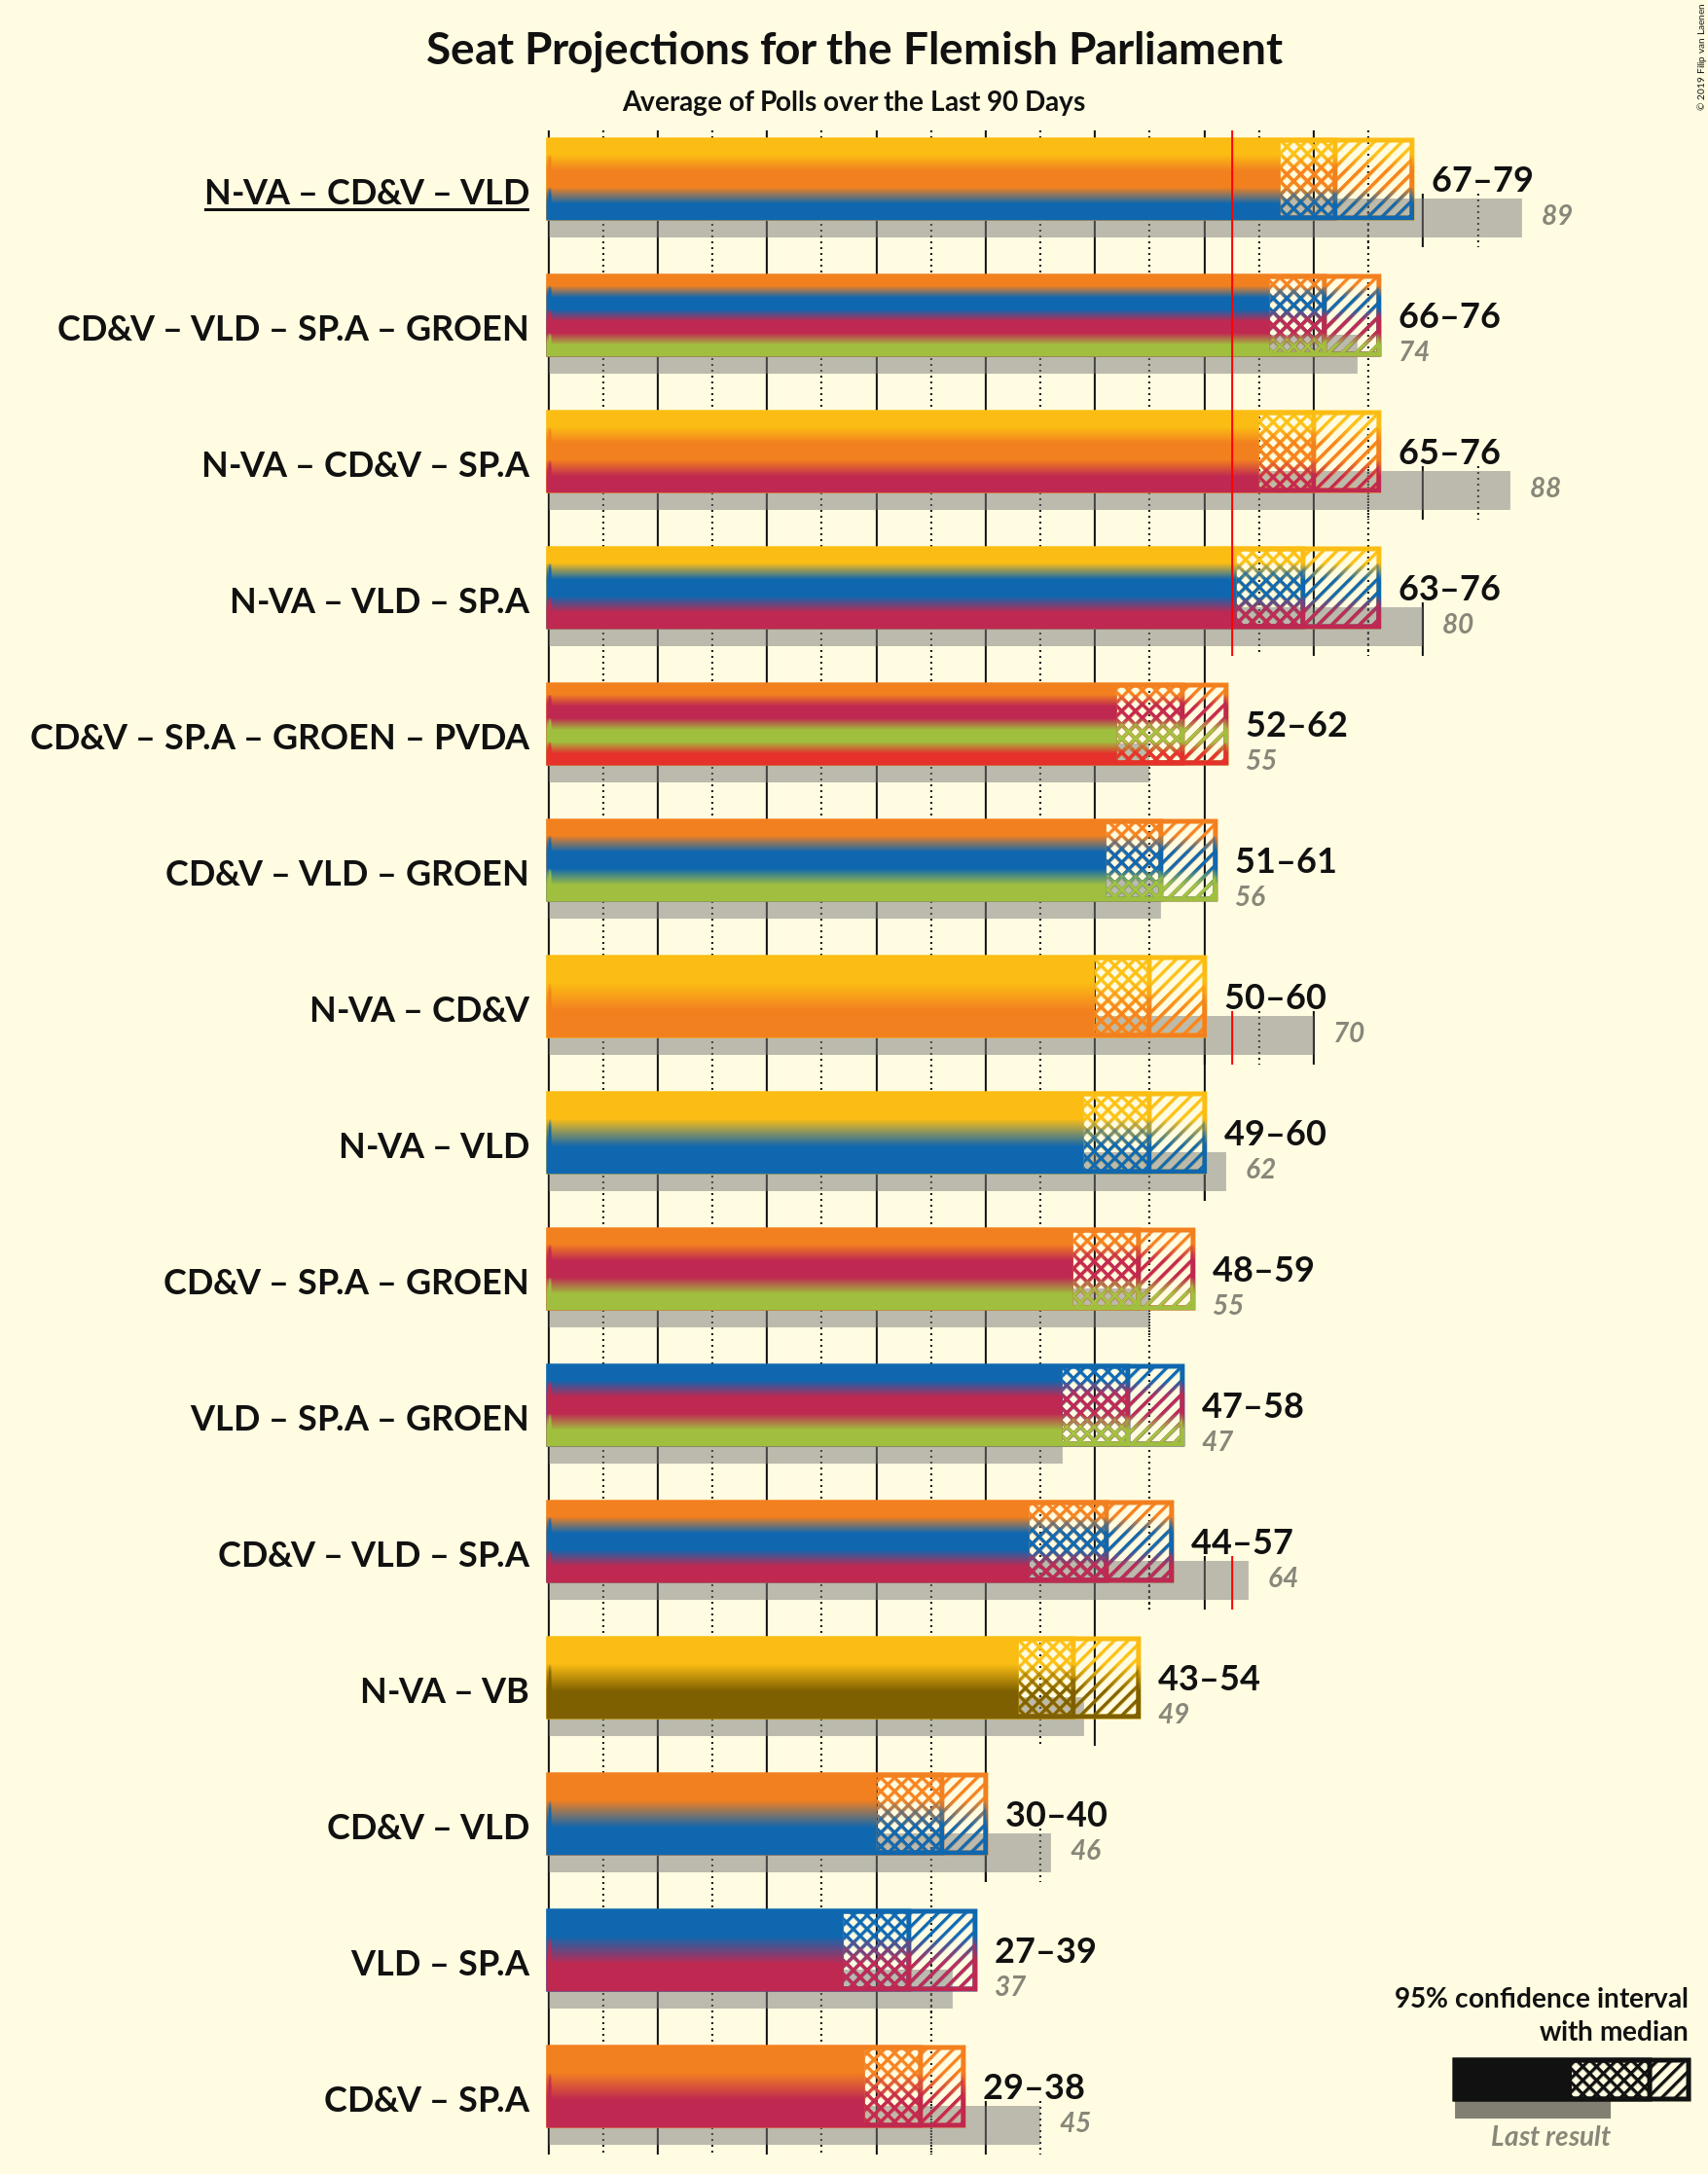 Seat Projections for the Flemish Parliament
Average of Polls over the Last 90 Days
© 2019 Filip van Laenen
N-VA – CD&V – VLD
67–79
89
CD&V – VLD – SP.A – GROEN
66–76
74
N-VA – CD&V – SP.A
65–76
88
N-VA – VLD – SP.A
63–76
80
CD&V – SP.A – GROEN – PVDA
52–62
55
CD&V – VLD – GROEN
51–61
56
N-VA – CD&V
50–60
70
N-VA – VLD
49–60
62
CD&V – SP.A – GROEN
48–59
55
VLD – SP.A – GROEN
47–58
47
CD&V – VLD – SP.A
44–57
64
N-VA – VB
43–54
49
CD&V – VLD
30–40
46
VLD – SP.A
27–39
37
CD&V – SP.A
29–38
45
95% confidence interval
with median
Last result